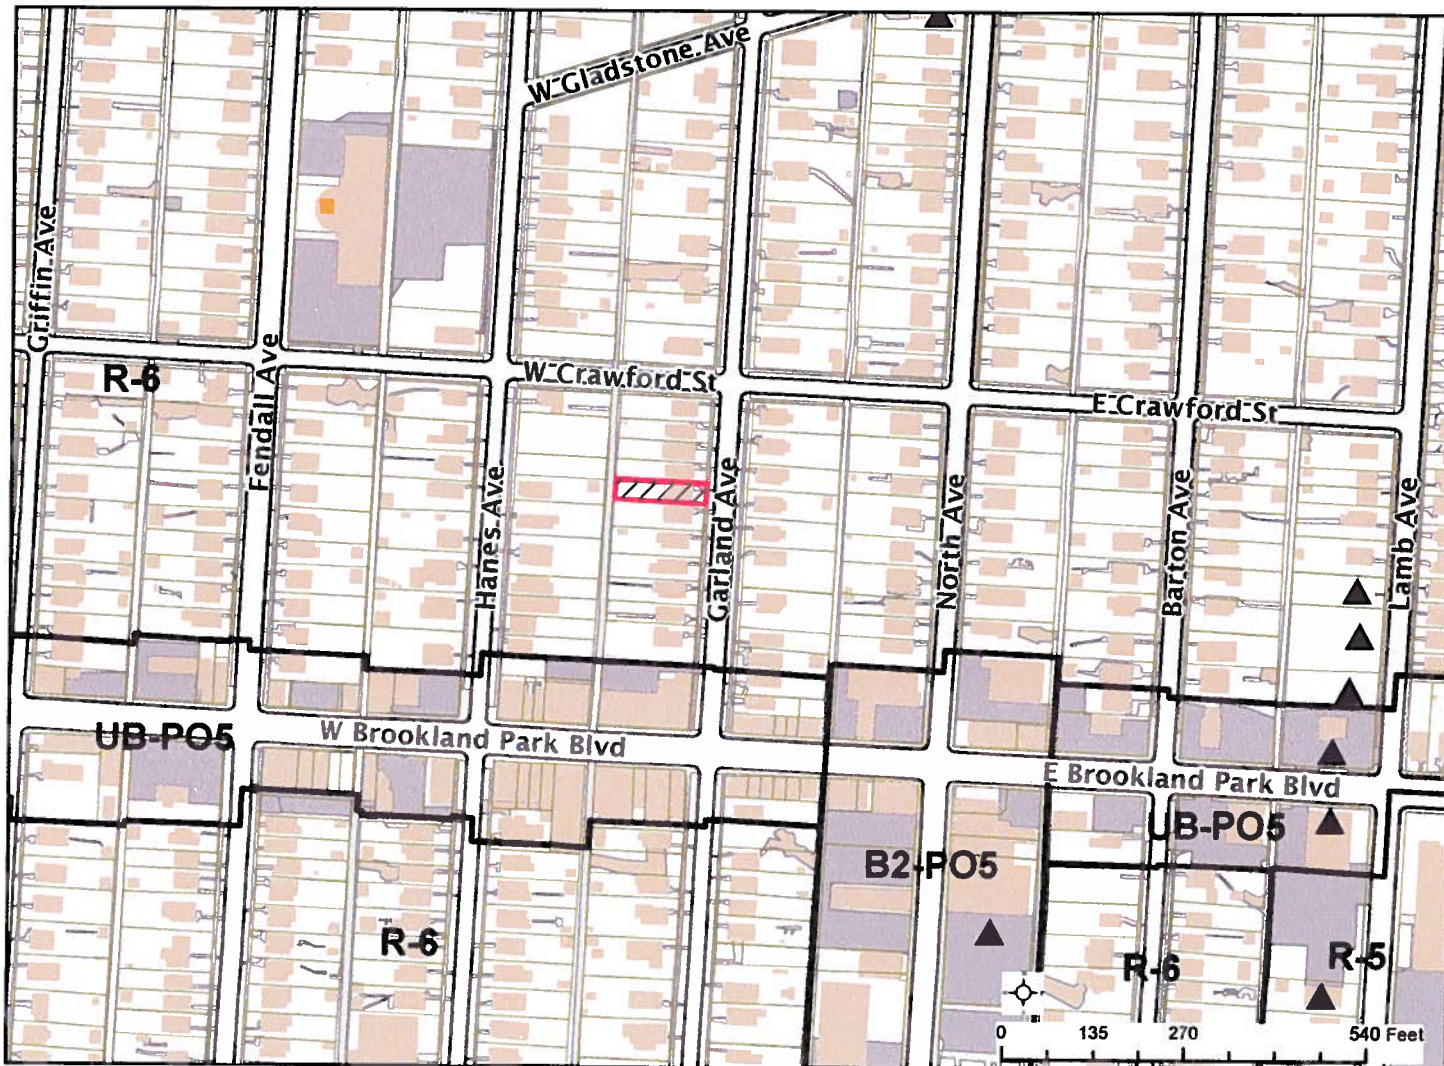 W Gladstone Ave
Griffin Ave
Fendall Ave
W Crawford St
R-6
E Crawford St
Hanes Ave
Garland Ave
North Ave
Barton Ave
Lamb Ave
UB-PO5
W Brookland Park Blvd
E Brookland Park Blvd
UB-PO5
B2-PO5
R-6
R-6
R-5
0 135 270 540 Feet